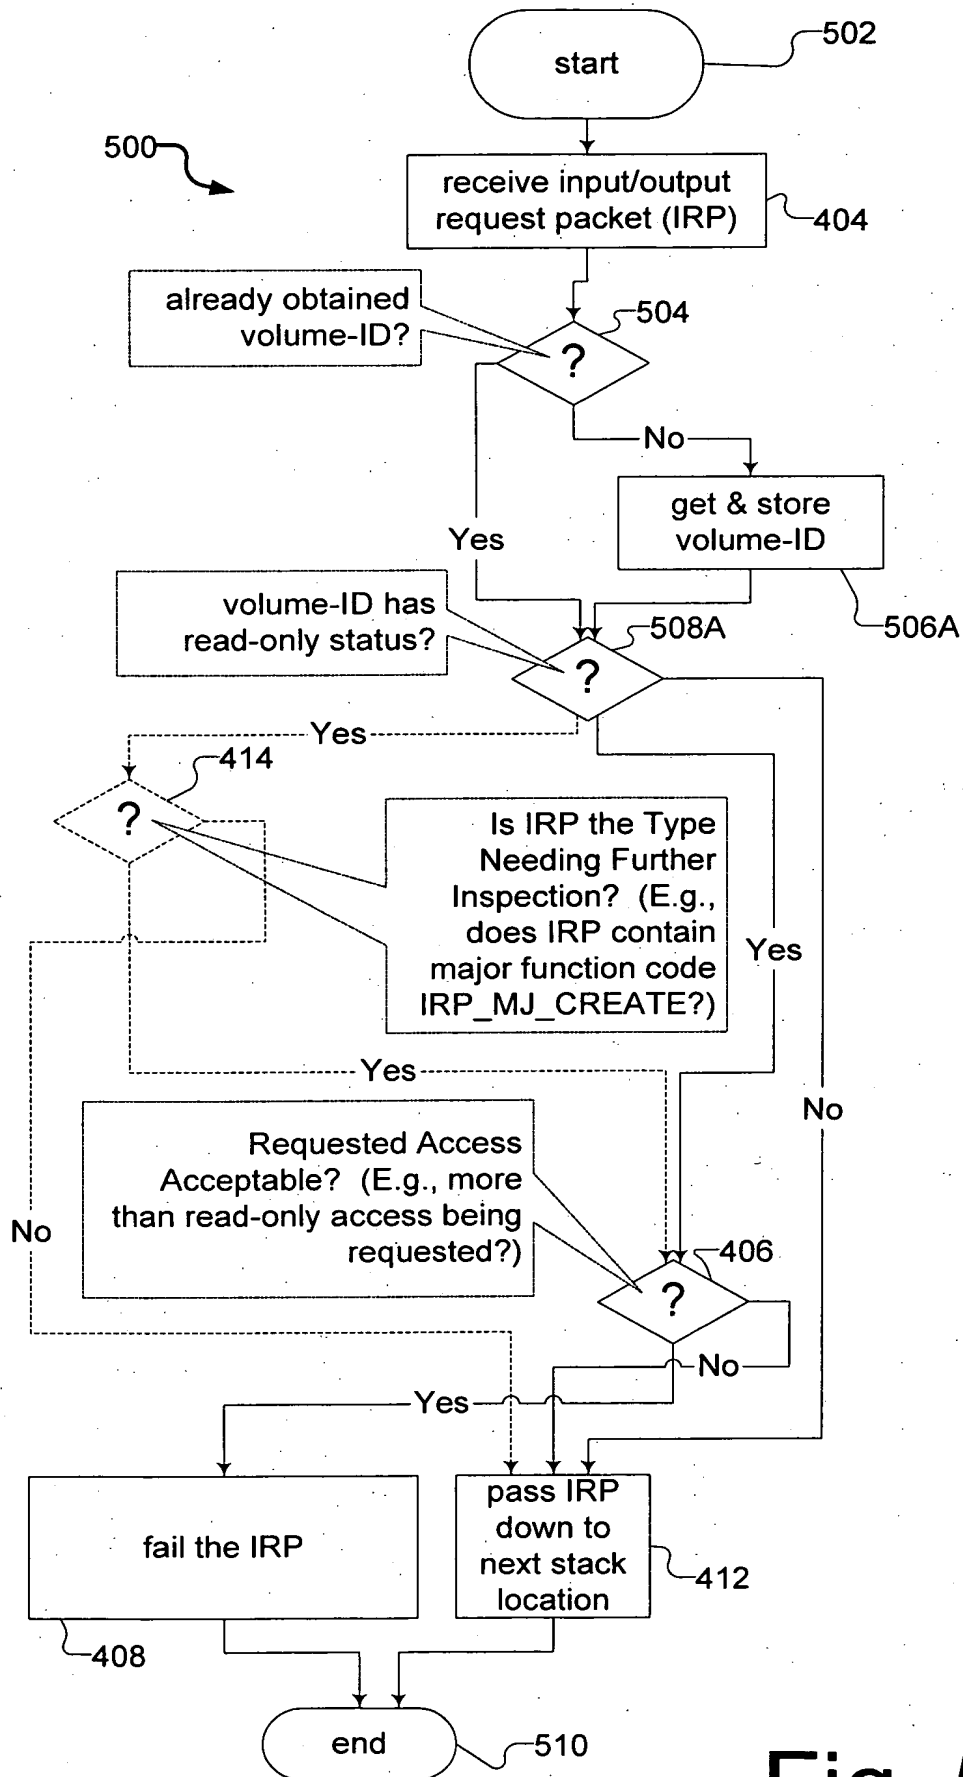 502
start
500
receive input/output
request packet (IRP)
404
already obtained
volume-ID?
504
?
No
get & store
volume-ID
Yes
506A
volume-ID has
read-only status?
508A
?
Yes
414
?
Is IRP the Type
Needing Further
Inspection? (E.g.,
does IRP contain
major function code
IRP_MJ_CREATE?)
Yes
Yes
No
Requested Access
Acceptable? (E.g., more
than read-only access being
requested?)
No
406
?
No
Yes
fail the IRP
pass IRP
down to
next stack
location
412
408
end
510
Fig.